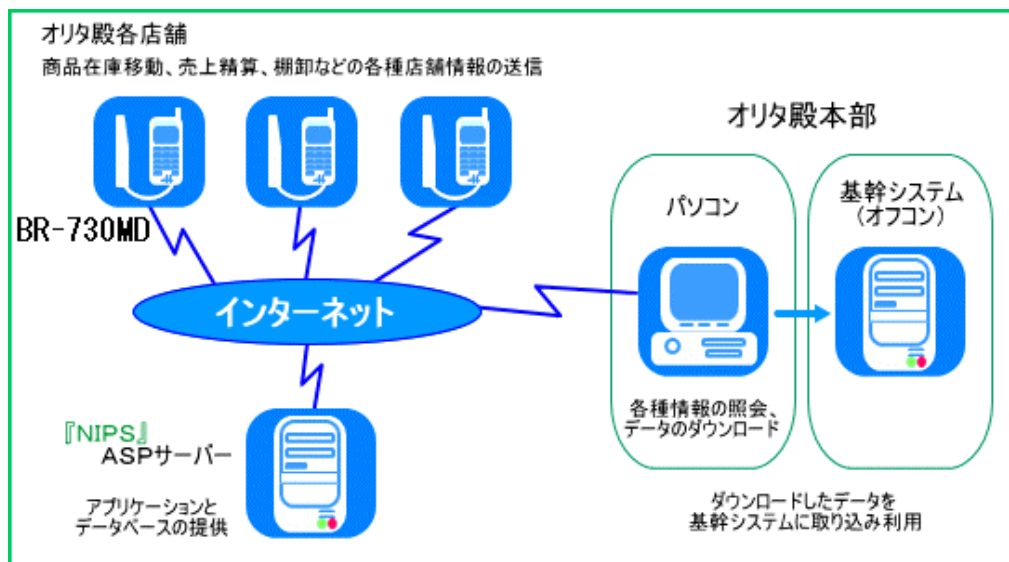 オリタ殿各店舗
商品在庫移動、売上精算、棚卸などの各種店舗情報の送信
BR-730MD
インターネット
『NIPS』
ASPサーバー
アプリケーションと
データベースの提供
オリタ殿本部
パソコン
基幹システム
(オフコン)
各種情報の照会、
データのダウンロード
ダウンロードしたデータを
基幹システムに取り込み利用